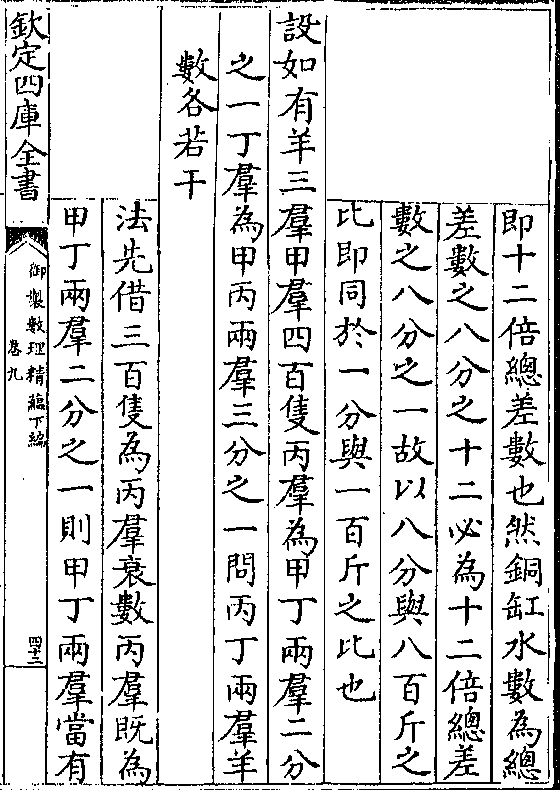 即十二倍總差數也然銅缸水數為總
差數之八分之十二必為十二倍總差
數之八分之一故以八分與八百斤之
比即同於一分與一百斤之比也
設如有羊三羣甲羣四百隻丙羣為甲丁兩羣二分
之一丁羣為甲丙兩羣三分之一問丙丁兩羣羊
數各若干
法先借三百隻為丙羣衰數丙羣既為
甲丁兩羣二分之一則甲丁兩羣當有
欽定四庫全書
御製數理精蘊下編
卷九
四十三